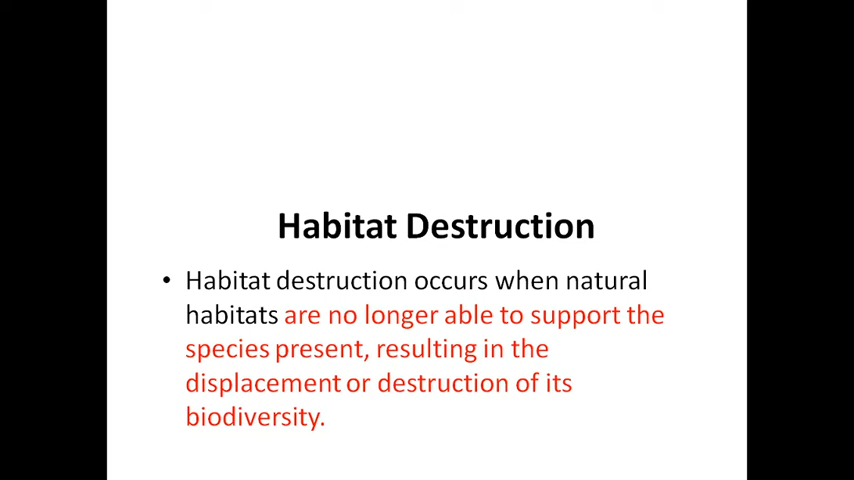 Habitat Destruction
• Habitat destruction occurs when natural
habitats are no longer able to support the
species present, resulting in the
displacement or destruction of its
biodiversity.